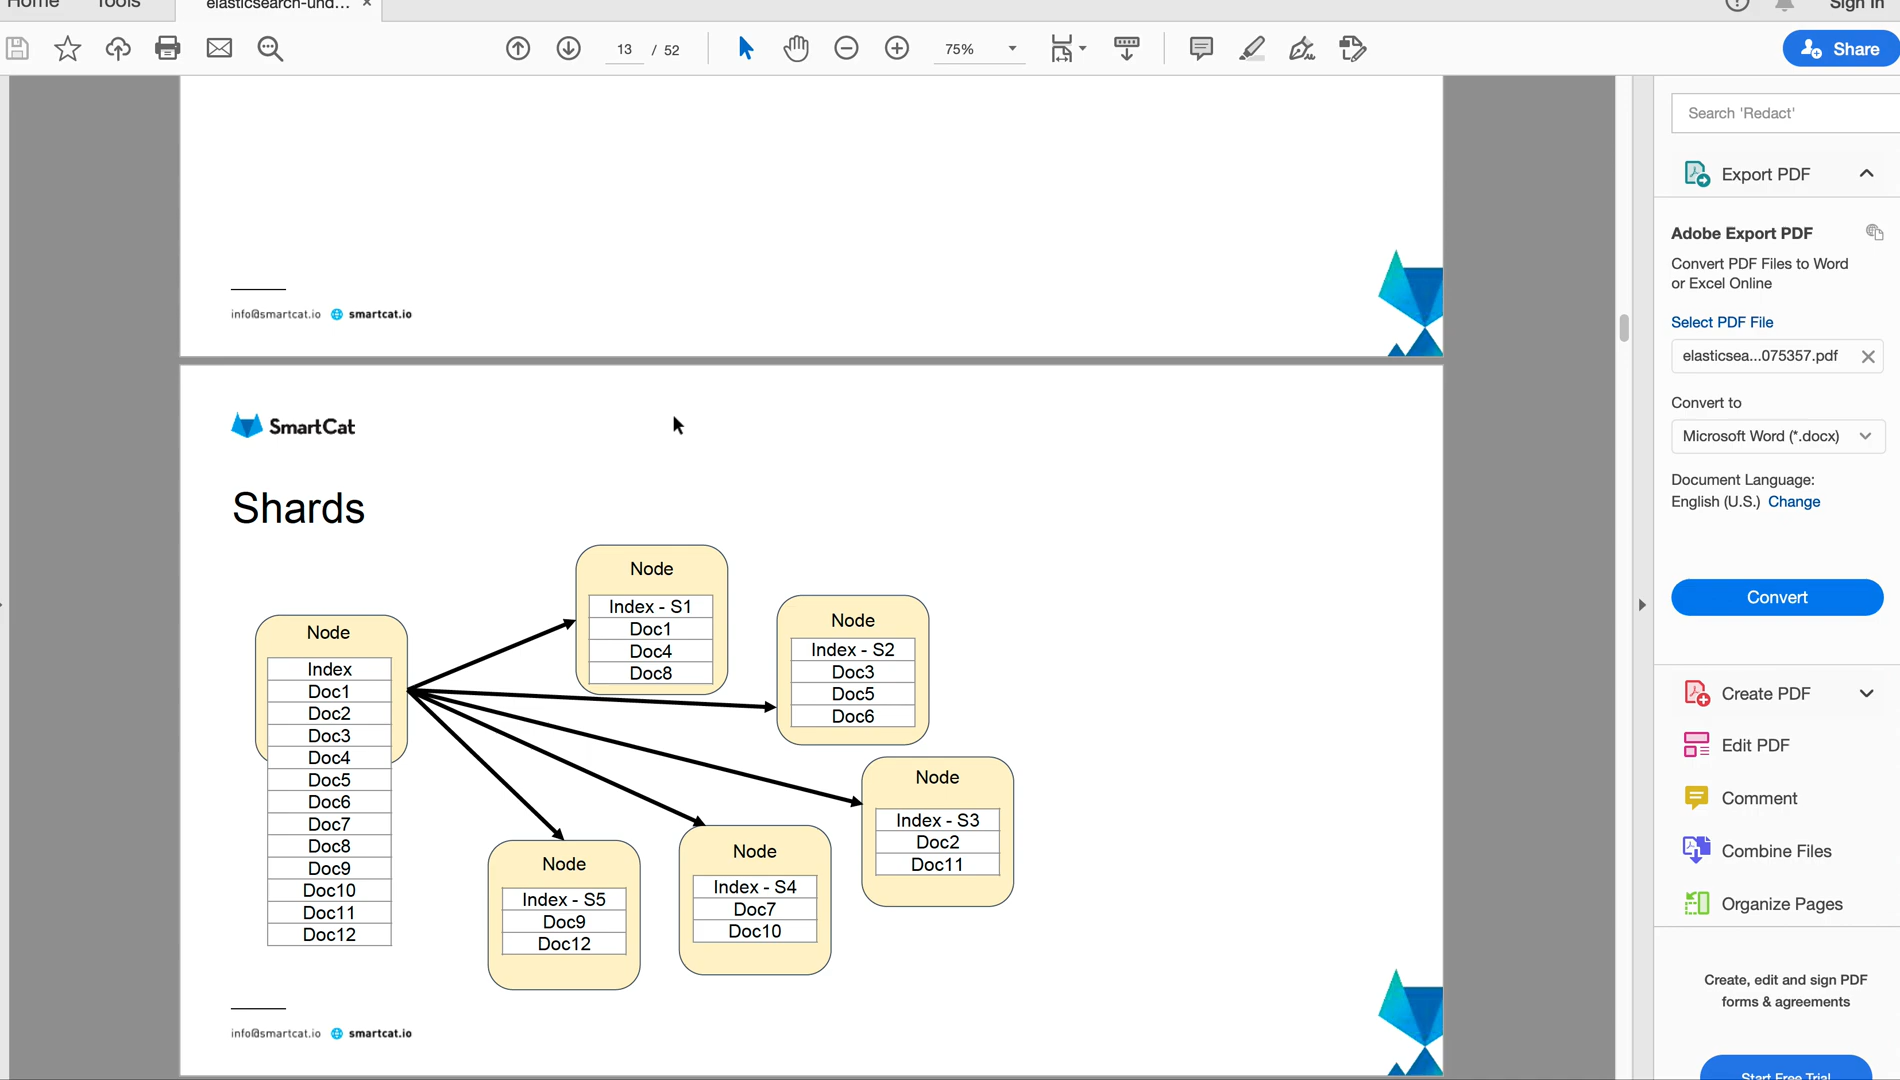 Home Tools elasticsearch-und... × Sign In
13 / 52 75% Share
info@smartcat.io smartcat.io
SmartCat
Shards
Node
Index
Doc1
Doc2
Doc3
Doc4
Doc5
Doc6
Doc7
Doc8
Doc9
Doc10
Doc11
Doc12
Node
Index - S1
Doc1
Doc4
Doc8
Node
Index - S2
Doc3
Doc5
Doc6
Node
Index - S3
Doc2
Doc11
Node
Index - S4
Doc7
Doc10
Node
Index - S5
Doc9
Doc12
info@smartcat.io smartcat.io
Search 'Redact'
Export PDF
Adobe Export PDF
Convert PDF Files to Word
or Excel Online
Select PDF File
elasticsea...075357.pdf
Convert to
Microsoft Word (*.docx)
Document Language:
English (U.S.) Change
Convert
Create PDF
Edit PDF
Comment
Combine Files
Organize Pages
Create, edit and sign PDF
forms & agreements
Start Free Trial